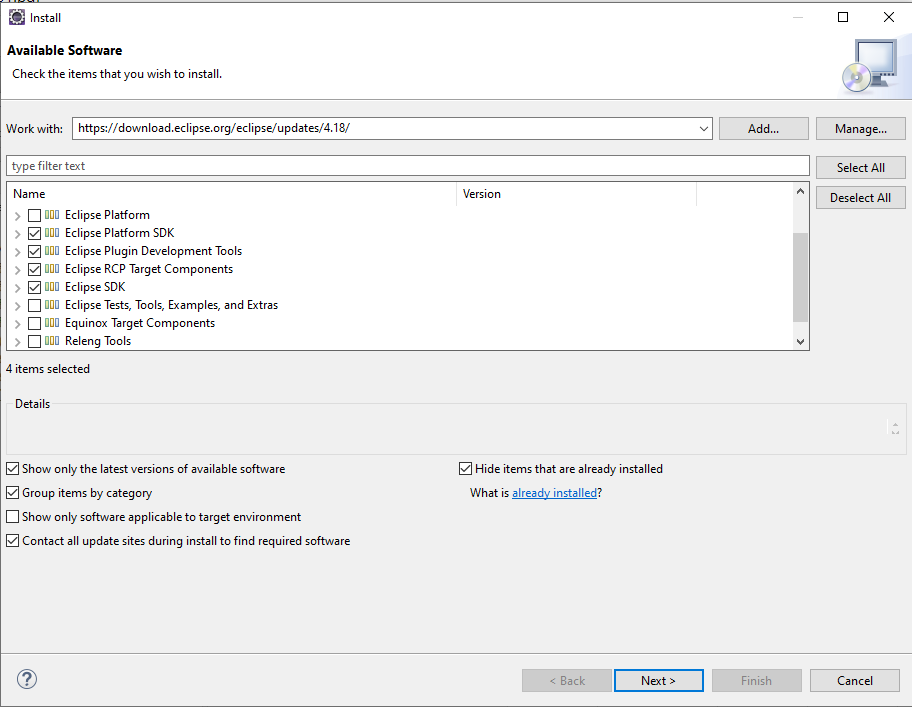 Install
Available Software
Check the items that you wish to install.
Work with: https://download.eclipse.org/eclipse/updates/4.18/ Add... Manage...
type filter text Select All
Deselect All
Name Version
Eclipse Platform
Eclipse Platform SDK
Eclipse Plugin Development Tools
Eclipse RCP Target Components
Eclipse SDK
Eclipse Tests, Tools, Examples, and Extras
Equinox Target Components
Releng Tools
4 items selected
Details
Show only the latest versions of available software Hide items that are already installed
Group items by category What is already installed?
Show only software applicable to target environment
Contact all update sites during install to find required software
? < Back Next > Finish Cancel